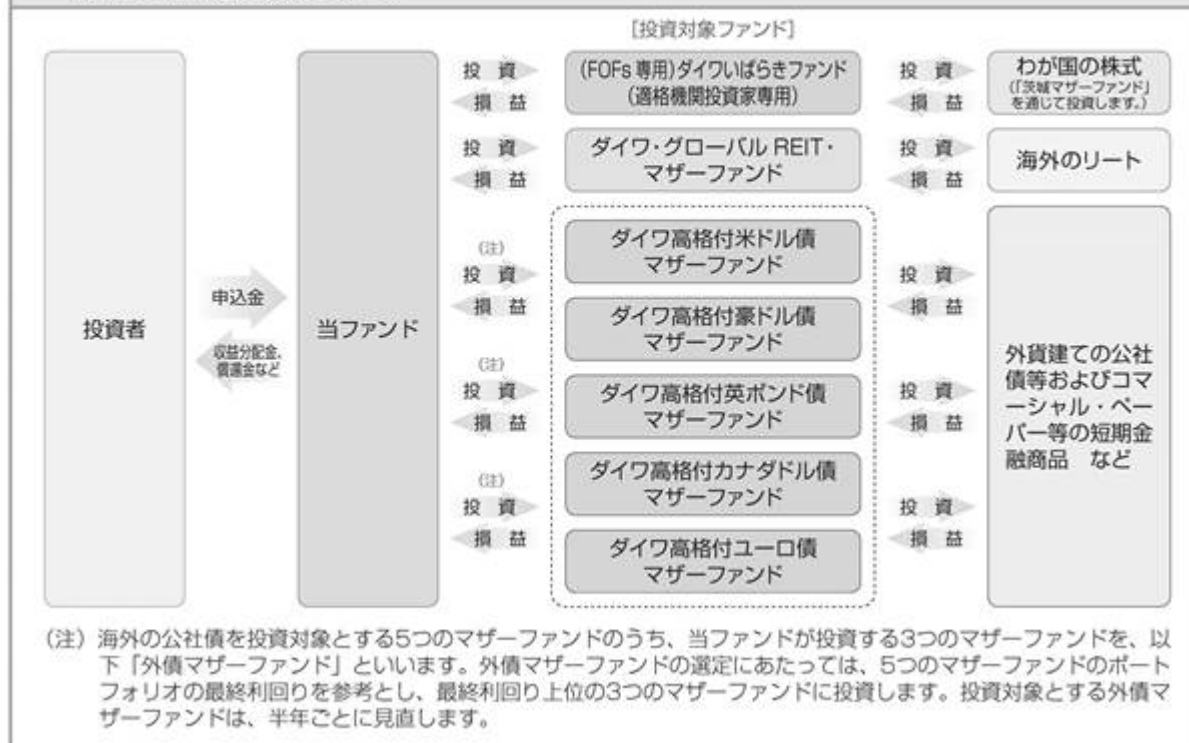 [投資対象ファンド]
投資者
申込金
収益分配金、
償還金など
当ファンド
投 資
損 益
(FOFs 専用)ダイワいばらきファンド
(適格機関投資家専用)
投 資
損 益
わが国の株式
(「茨城マザーファンド」
を通じて投資します。)
投 資
損 益
ダイワ・グローバル REIT・
マザーファンド
投 資
損 益
海外のリート
(注)
投 資
損 益
(注)
投 資
損 益
(注)
投 資
損 益
ダイワ高格付米ドル債
マザーファンド
ダイワ高格付豪ドル債
マザーファンド
ダイワ高格付英ポンド債
マザーファンド
ダイワ高格付カナダドル債
マザーファンド
ダイワ高格付ユーロ債
マザーファンド
投 資
損 益
投 資
損 益
投 資
損 益
外貨建ての公社
債等およびコマ
ーシャル・ペー
パー等の短期金
融商品 など
(注) 海外の公社債を投資対象とする5つのマザーファンドのうち、当ファンドが投資する3つのマザーファンドを、以
下「外債マザーファンド」といいます。外債マザーファンドの選定にあたっては、5つのマザーファンドのポート
フォリオの最終利回りを参考とし、最終利回り上位の3つのマザーファンドに投資します。投資対象とする外債マ
ザーファンドは、半年ごとに見直します。